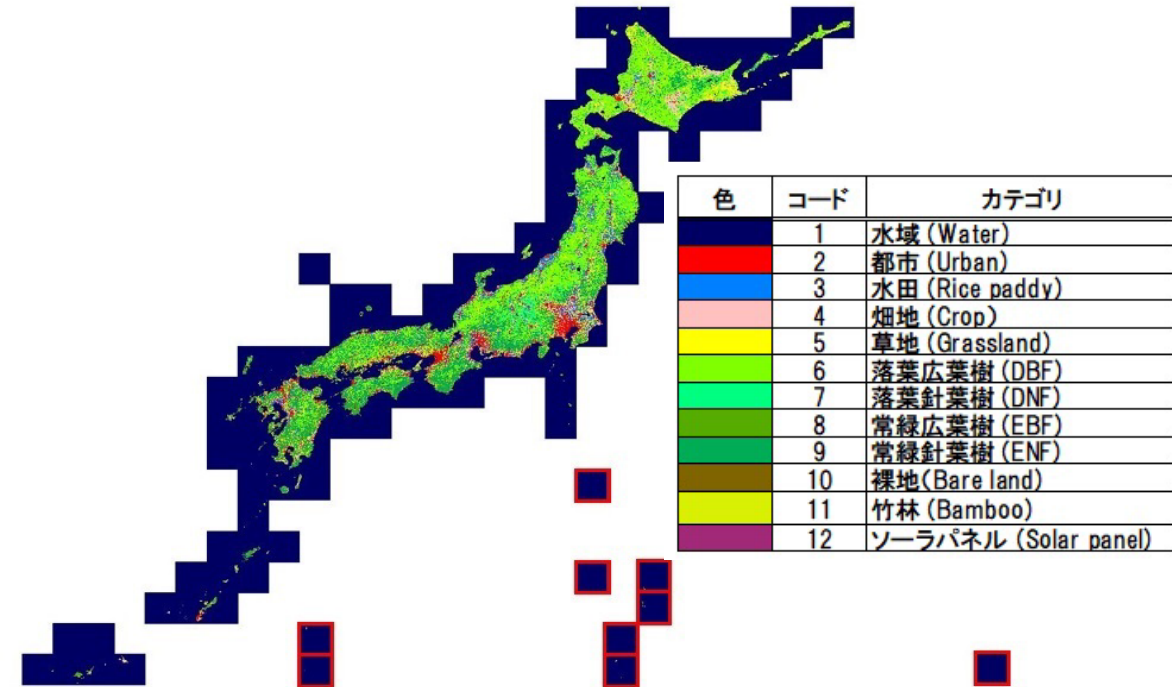 色 コード カテゴリ
1 水域 (Water)
2 都市 (Urban)
3 水田 (Rice paddy)
4 畑地 (Crop)
5 草地 (Grassland)
6 落葉広葉樹 (DBF)
7 落葉針葉樹 (DNF)
8 常緑広葉樹 (EBF)
9 常緑針葉樹 (ENF)
10 裸地(Bare land)
11 竹林 (Bamboo)
12 ソーラパネル (Solar panel)